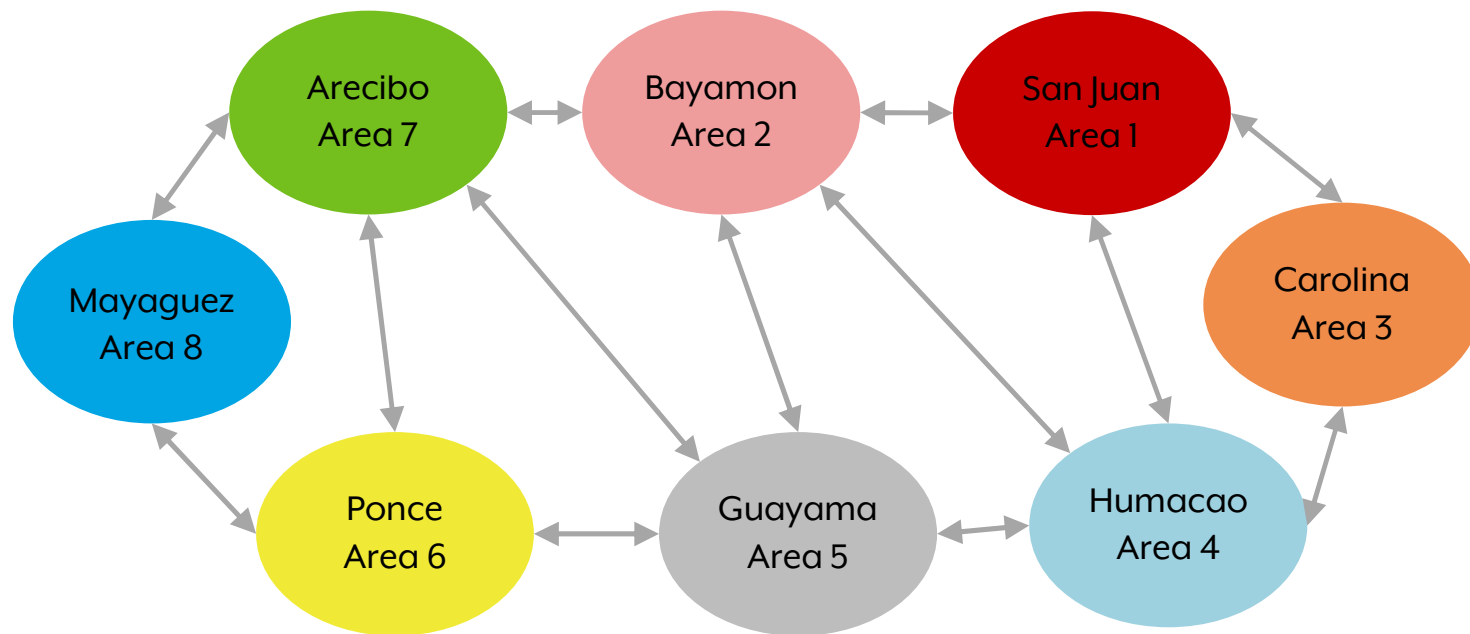 Arecibo
Area 7
Bayamon
Area 2
San Juan
Area 1
Mayaguez
Area 8
Carolina
Area 3
Ponce
Area 6
Guayama
Area 5
Humacao
Area 4